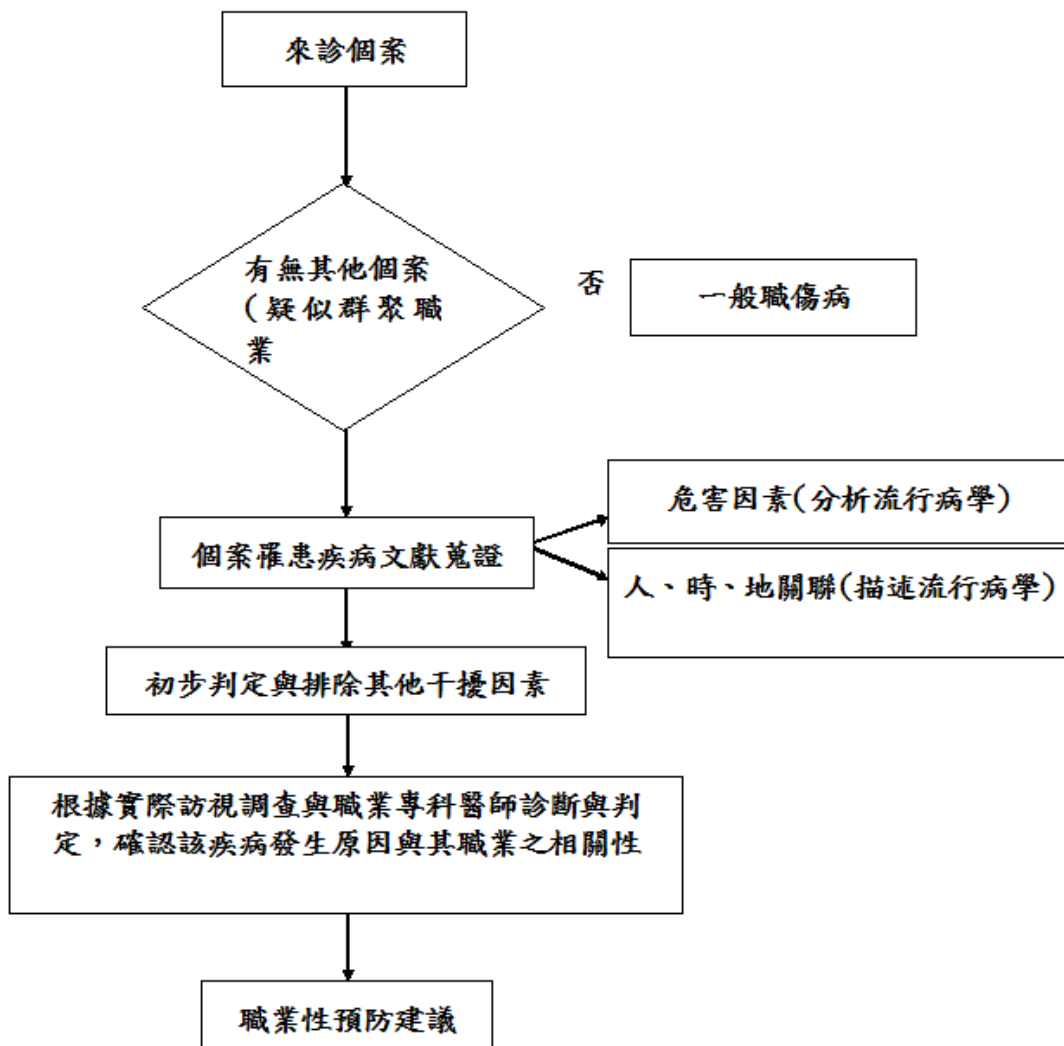 來診個案
有無其他個案
(疑似群聚職
業
否
一般職傷病
個案罹患疾病文獻蒐證
危害因素(分析流行病學)
人、時、地關聯(描述流行病學)
初步判定與排除其他干擾因素
根據實際訪視調查與職業專科醫師診斷與判
定，確認該疾病發生原因與其職業之相關性
職業性預防建議